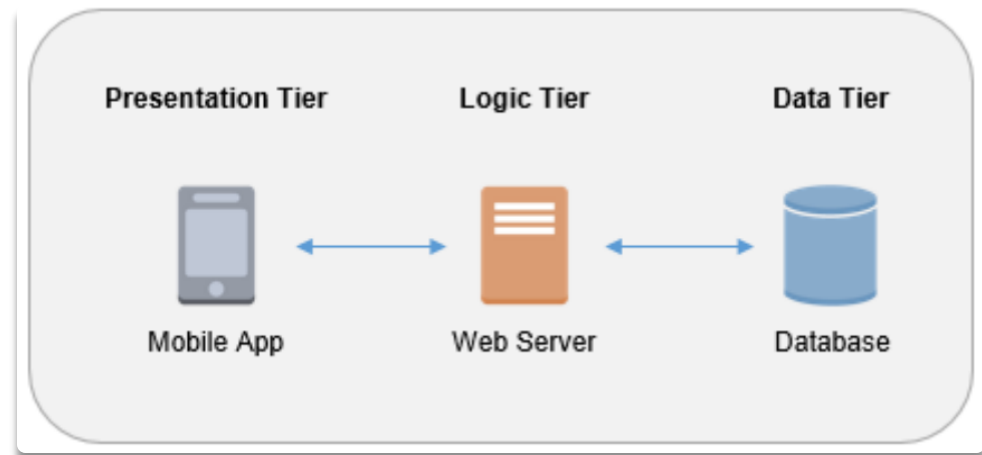 Presentation Tier
Logic Tier
Data Tier
Mobile App
Web Server
Database